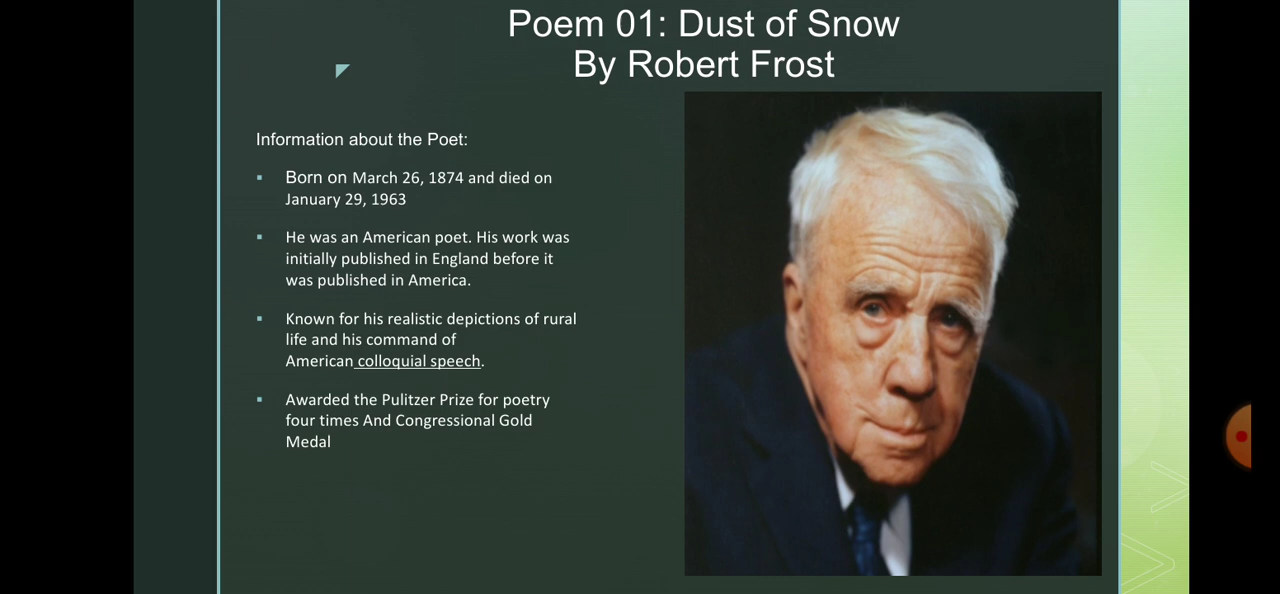 Poem 01: Dust of Snow
By Robert Frost
Information about the Poet:
▪ Born on March 26, 1874 and died on
January 29, 1963
▪ He was an American poet. His work was
initially published in England before it
was published in America.
▪ Known for his realistic depictions of rural
life and his command of
American colloquial speech.
▪ Awarded the Pulitzer Prize for poetry
four times And Congressional Gold
Medal